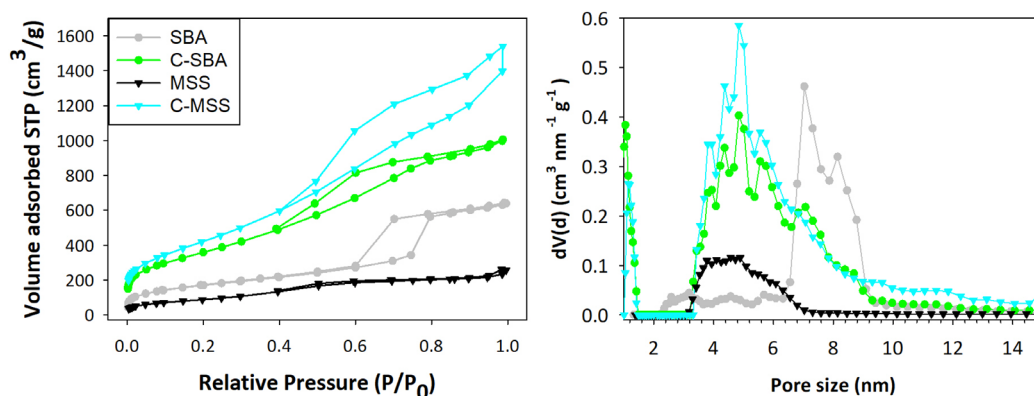 Volume adsorbed STP (cm³/g)
1600
1400
1200
1000
800
600
400
200
0
SBA
C-SBA
MSS
C-MSS
0.0 0.2 0.4 0.6 0.8 1.0
Relative Pressure (P/P₀)
dV(d) (cm³ nm⁻¹ g⁻¹)
0.6
0.5
0.4
0.3
0.2
0.1
0.0
2 4 6 8 10 12 14
Pore size (nm)